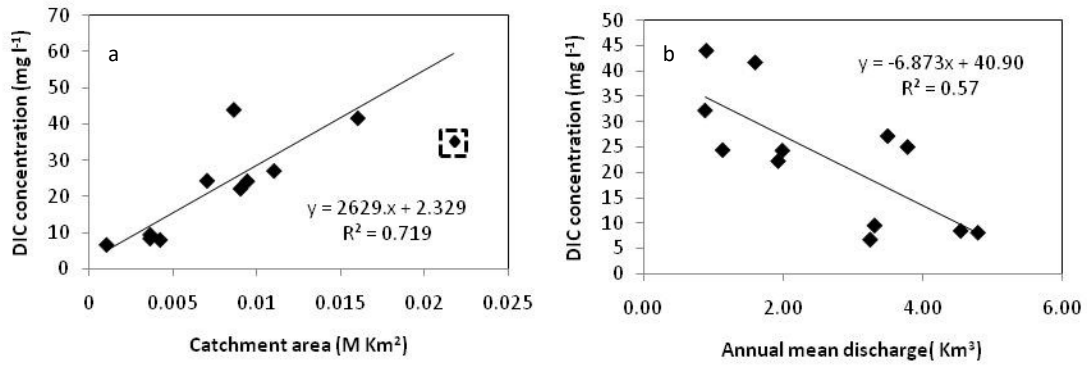 a
DIC concentration (mg l⁻¹)
70
60
50
40
30
20
10
0
y = 2629.x + 2.329
R² = 0.719
0 0.005 0.01 0.015 0.02 0.025
Catchment area (M Km²)
b
DIC concentration (mg l⁻¹)
50
45
40
35
30
25
20
15
10
5
0
y = -6.873x + 40.90
R² = 0.57
0.00 2.00 4.00 6.00
Annual mean discharge( Km³)